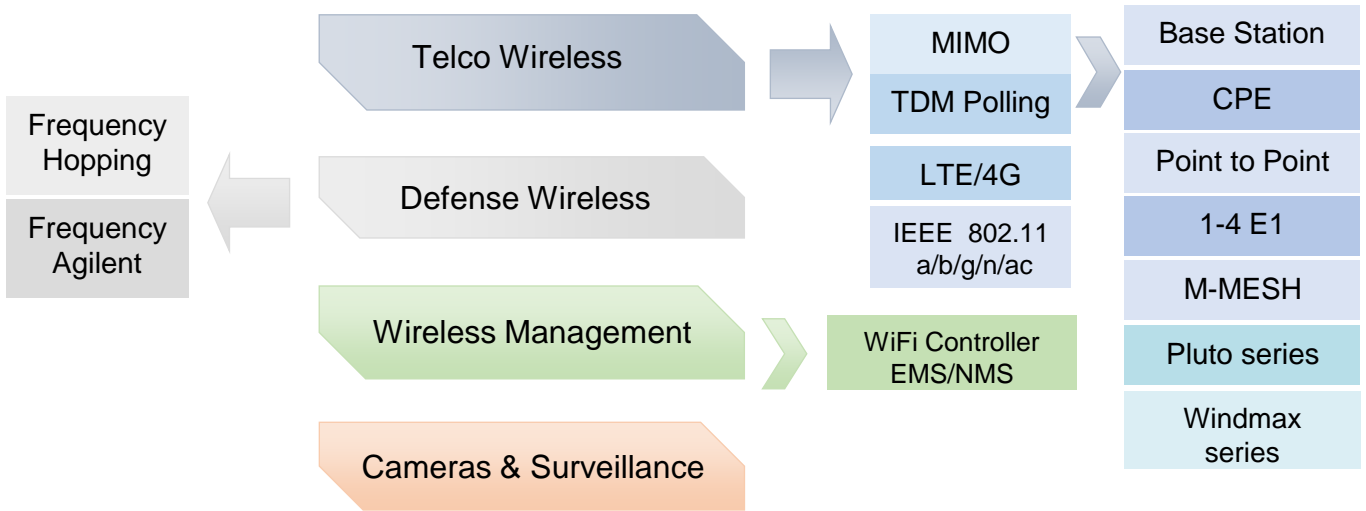 Telco Wireless
MIMO
TDM Polling
LTE/4G
IEEE 802.11
a/b/g/n/ac
Base Station
CPE
Point to Point
1-4 E1
M-MESH
Pluto series
Windmax
series
Frequency
Hopping
Frequency
Agilent
Defense Wireless
Wireless Management
WiFi Controller
EMS/NMS
Cameras & Surveillance